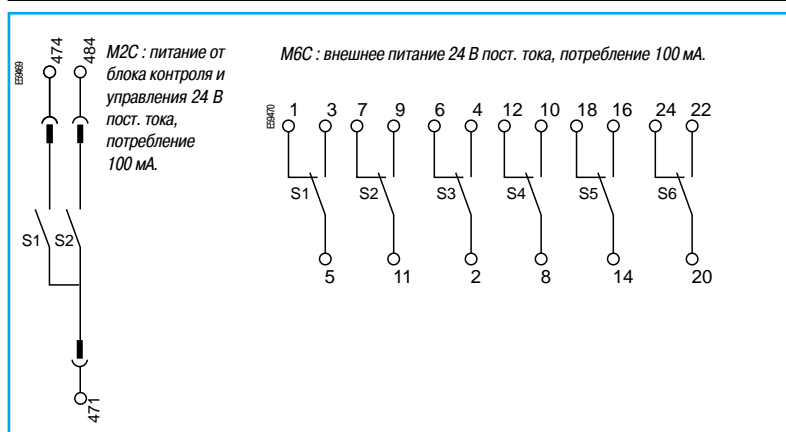 E59469
474
484
M2C : питание от
блока контроля и
управления 24 В
пост. тока,
потребление
100 мА.
S1 S2
471
M6C : внешнее питание 24 В пост. тока, потребление 100 мА.
E59470
1 3 7 9 6 4 12 10 18 16 24 22
S1 S2 S3 S4 S5 S6
5 11 2 8 14 20